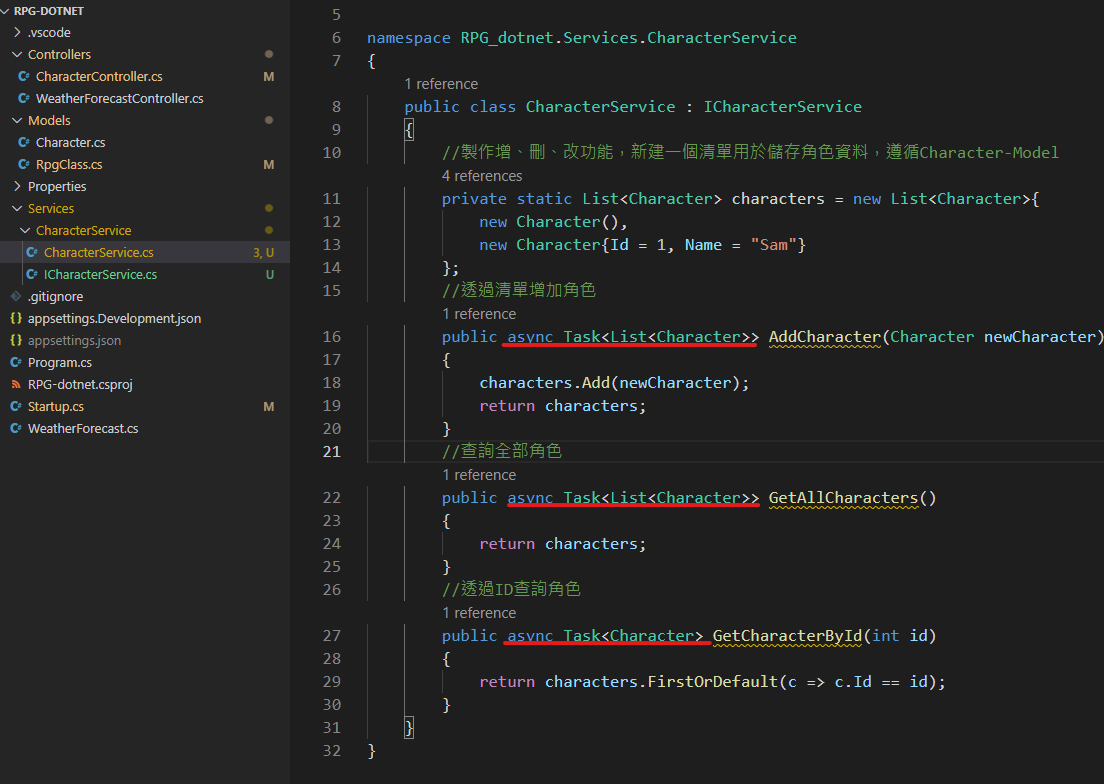 RPG-DOTNET
.vscode
Controllers
CharacterController.cs M
WeatherForecastController.cs
Models
Character.cs
RpgClass.cs M
Properties
Services
CharacterService
CharacterService.cs 3, U
ICharacterService.cs U
.gitignore
appsettings.Development.json
appsettings.json
Program.cs
RPG-dotnet.csproj
Startup.cs M
WeatherForecast.cs
5
6 namespace RPG_dotnet.Services.CharacterService
7 {
1 reference
8 public class CharacterService : ICharacterService
9 {
10 //製作增、刪、改功能，新建一個清單用於儲存角色資料，遵循Character-Model
4 references
11 private static List<Character> characters = new List<Character>{
12 new Character(),
13 new Character{Id = 1, Name = "Sam"}
14 };
15 //透過清單增加角色
1 reference
16 public async Task<List<Character>> AddCharacter(Character newCharacter)
17 {
18 characters.Add(newCharacter);
19 return characters;
20 }
21 //查詢全部角色
1 reference
22 public async Task<List<Character>> GetAllCharacters()
23 {
24 return characters;
25 }
26 //透過ID查詢角色
1 reference
27 public async Task<Character> GetCharacterById(int id)
28 {
29 return characters.FirstOrDefault(c => c.Id == id);
30 }
31 }
32 }